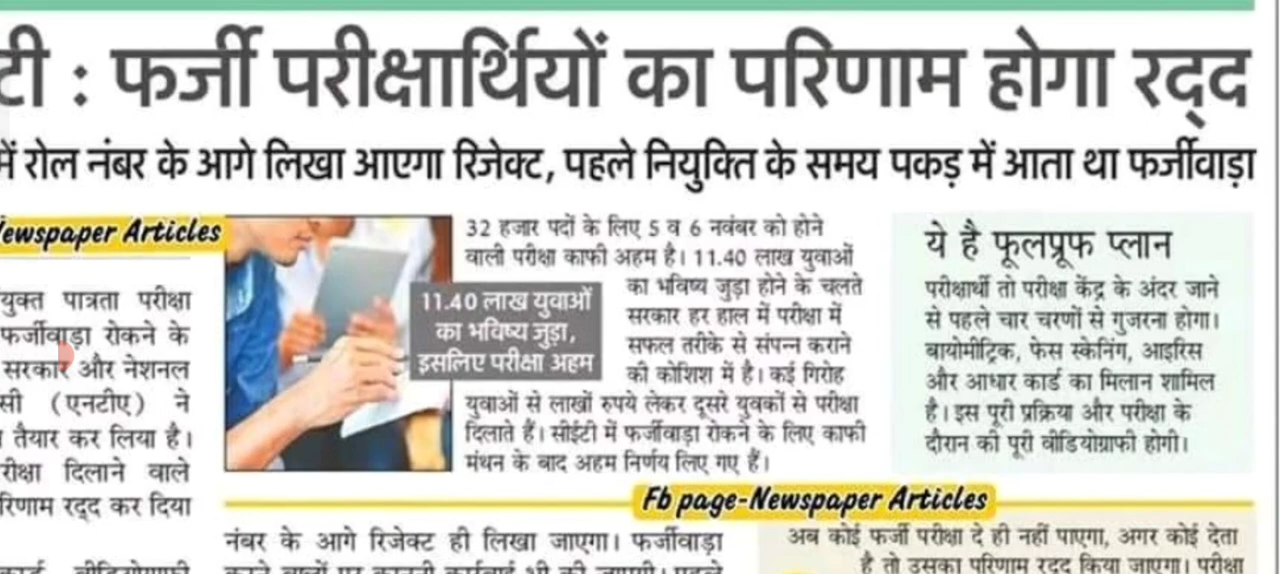 टी : फर्जी परीक्षार्थियों का परिणाम होगा रद्द
में रोल नंबर के आगे लिखा आएगा रिजेक्ट, पहले नियुक्ति के समय पकड़ में आता था फर्जीवाड़ा
Newspaper Articles
युक्त पात्रता परीक्षा
फर्जीवाड़ा रोकने के
सरकार और नेशनल
सी (एनटीए) ने
तैयार कर लिया है।
रीक्षा दिलाने वाले
रिणाम रद्द कर दिया
11.40 लाख युवाओं
का भविष्य जुड़ा,
इसलिए परीक्षा अहम
32 हजार पदों के लिए 5 व 6 नवंबर को होने
वाली परीक्षा काफी अहम है। 11.40 लाख युवाओं
का भविष्य जुड़ा होने के चलते
सरकार हर हाल में परीक्षा में
सफल तरीके से संपन्न कराने
की कोशिश में है। कई गिरोह
युवाओं से लाखों रुपये लेकर दूसरे युवकों से परीक्षा
दिलाते हैं। सीईटी में फर्जीवाड़ा रोकने के लिए काफी
मंथन के बाद अहम निर्णय लिए गए हैं।
ये है फूलप्रूफ प्लान
परीक्षार्थी तो परीक्षा केंद्र के अंदर जाने
से पहले चार चरणों से गुजरना होगा।
बायोमीट्रिक, फेस स्केनिंग, आइरिस
और आधार कार्ड का मिलान शामिल
है। इस पूरी प्रक्रिया और परीक्षा के
दौरान की पूरी वीडियोग्राफी होगी।
Fb page-Newspaper Articles
नंबर के आगे रिजेक्ट ही लिखा जाएगा। फर्जीवाड़ा
अब कोई फर्जी परीक्षा दे ही नहीं पाएगा, अगर कोई देता
है तो उसका परिणाम रद्द किया जाएगा। परीक्षा